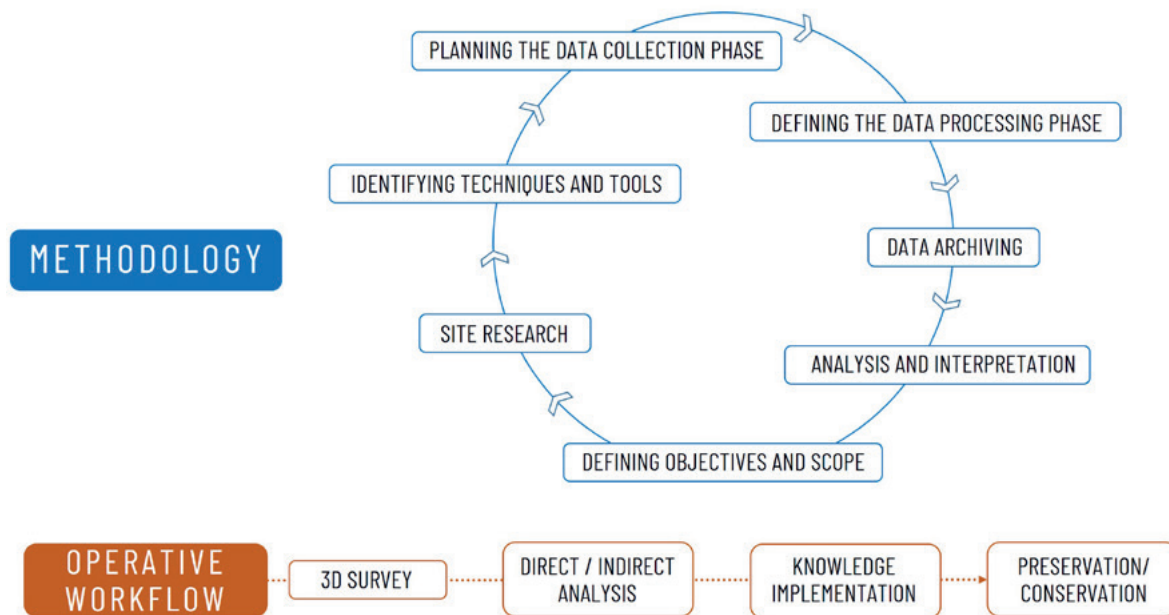 PLANNING THE DATA COLLECTION PHASE
DEFINING THE DATA PROCESSING PHASE
IDENTIFYING TECHNIQUES AND TOOLS
METHODOLOGY
DATA ARCHIVING
SITE RESEARCH
ANALYSIS AND INTERPRETATION
DEFINING OBJECTIVES AND SCOPE
OPERATIVE
WORKFLOW
3D SURVEY
DIRECT / INDIRECT
ANALYSIS
KNOWLEDGE
IMPLEMENTATION
PRESERVATION/
CONSERVATION